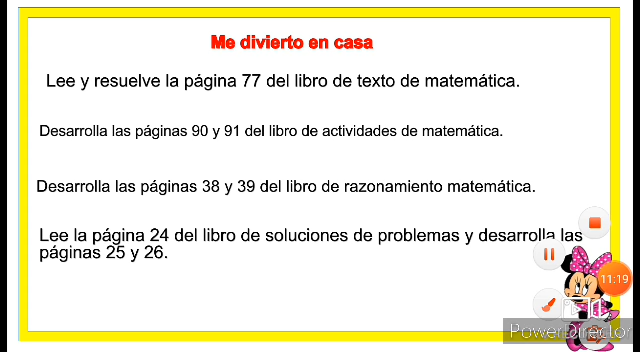 Me divierto en casa
Lee y resuelve la página 77 del libro de texto de matemática.
Desarrolla las páginas 90 y 91 del libro de actividades de matemática.
Desarrolla las páginas 38 y 39 del libro de razonamiento matemático.
Lee la página 24 del libro de soluciones de problemas y desarrolla las
páginas 25 y 26.
11:19
PowerDirector